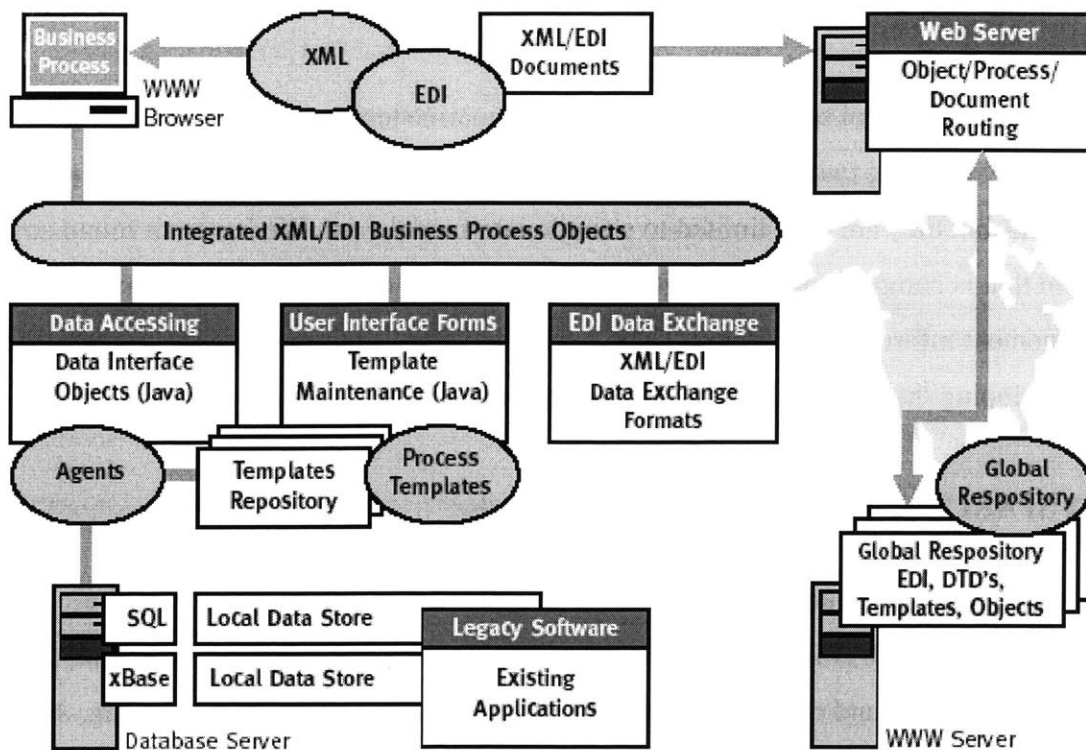 Business
Process
WWW
Browser
XML
EDI
XML/EDI
Documents
Web Server
Object/Process/
Document
Routing
Integrated XML/EDI Business Process Objects
Data Accessing
Data Interface
Objects (Java)
User Interface Forms
Template
Maintenance (Java)
EDI Data Exchange
XML/EDI
Data Exchange
Formats
Agents
Templates
Repository
Process
Templates
Global
Respository
Global Respository
EDI, DTD's,
Templates, Objects
SQL
Local Data Store
xBase
Local Data Store
Legacy Software
Existing
Applications
Database Server
WWW Server